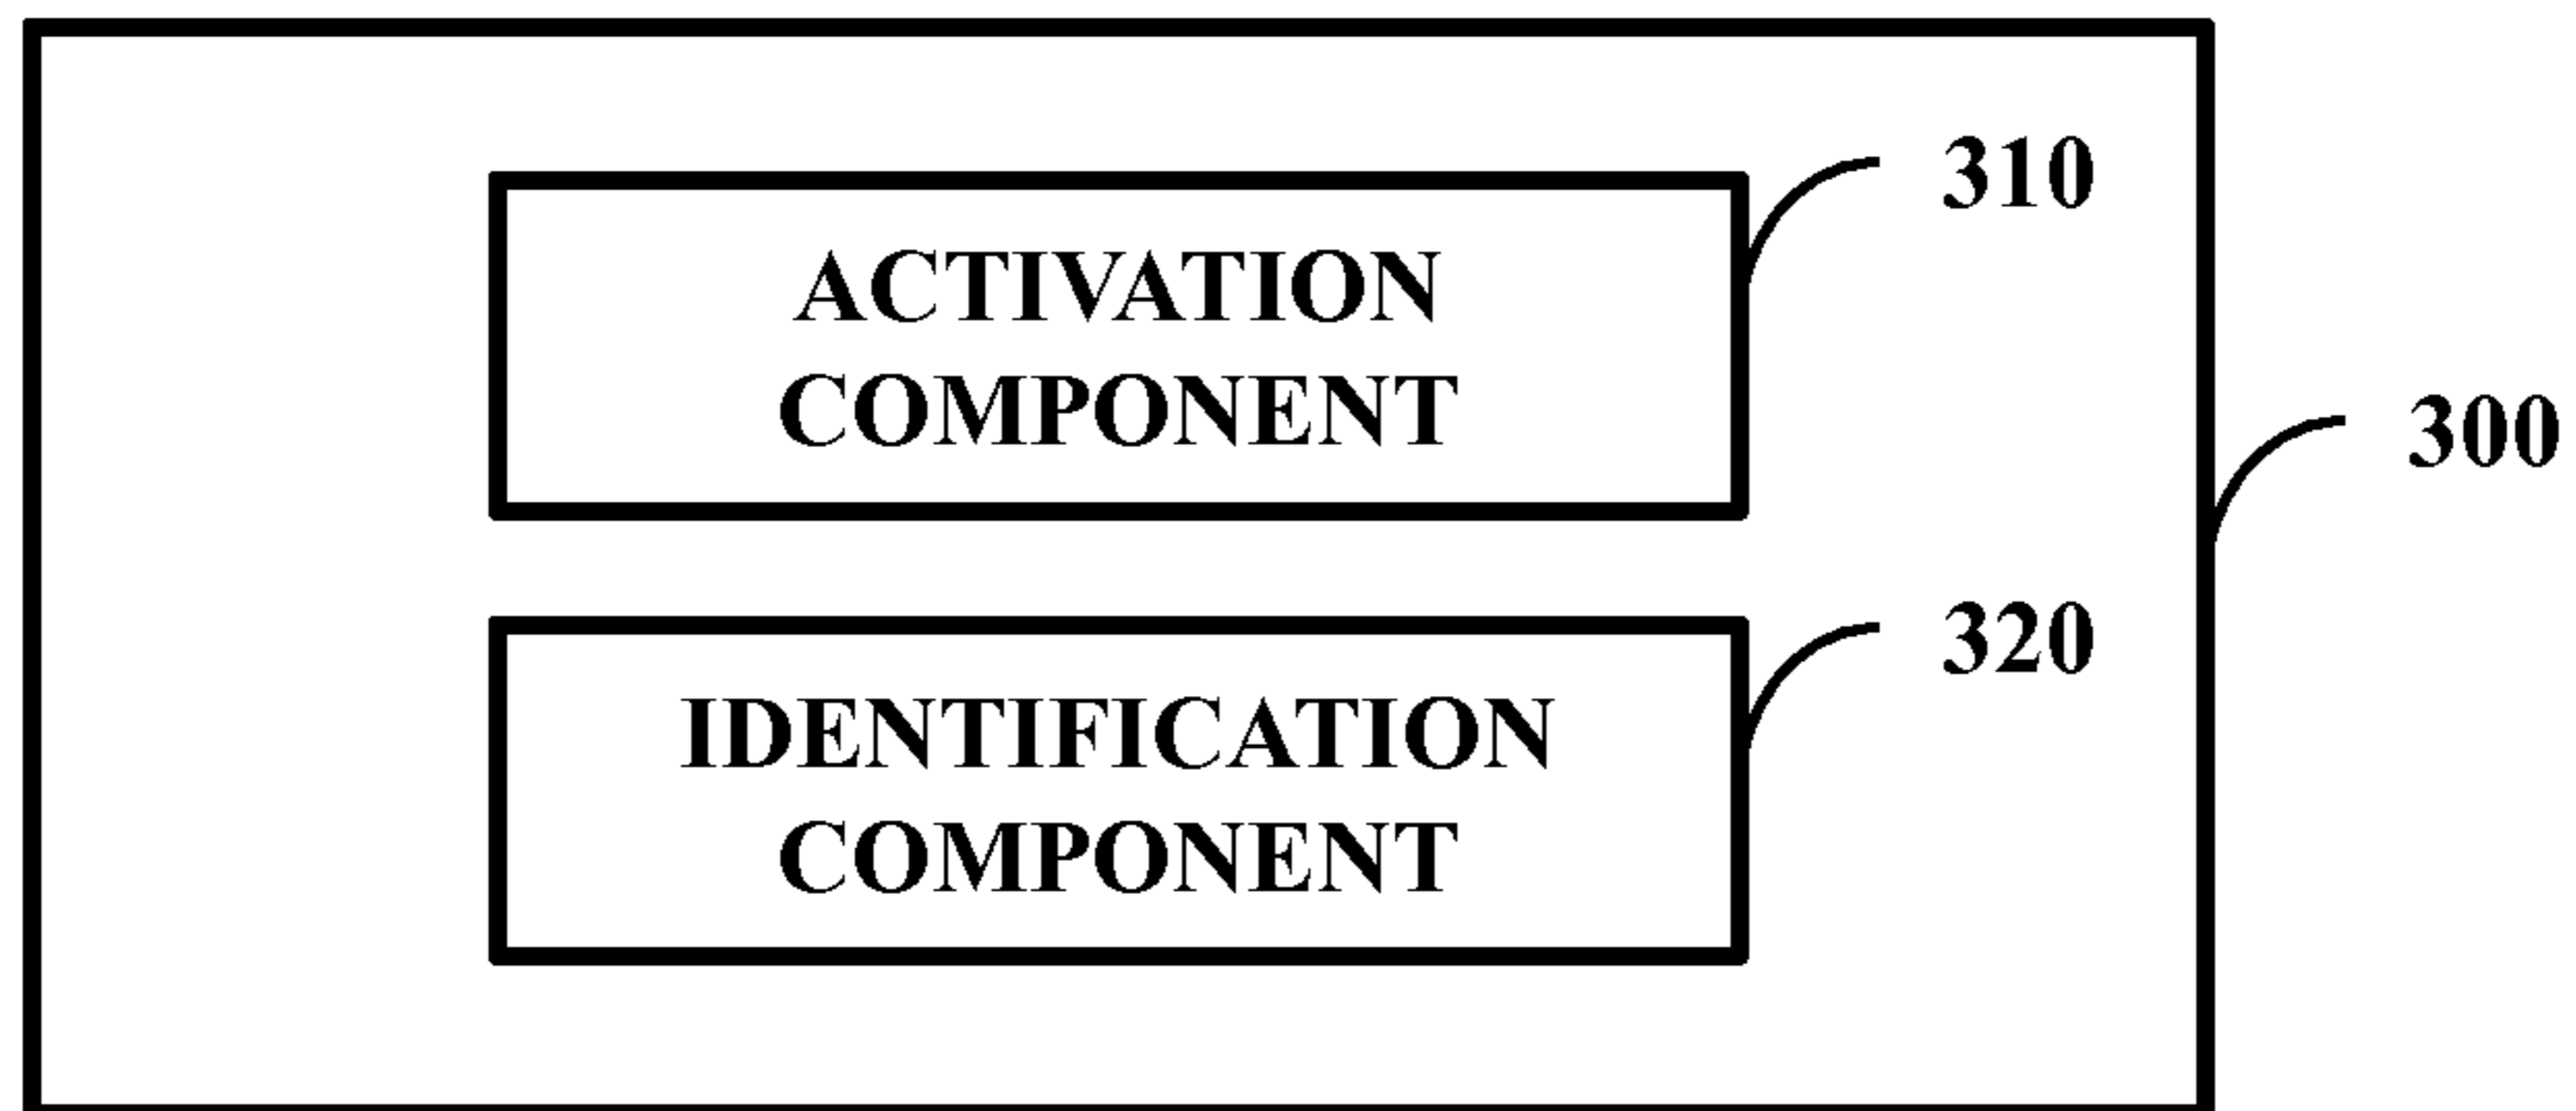 310
ACTIVATION
COMPONENT
300
320
IDENTIFICATION
COMPONENT